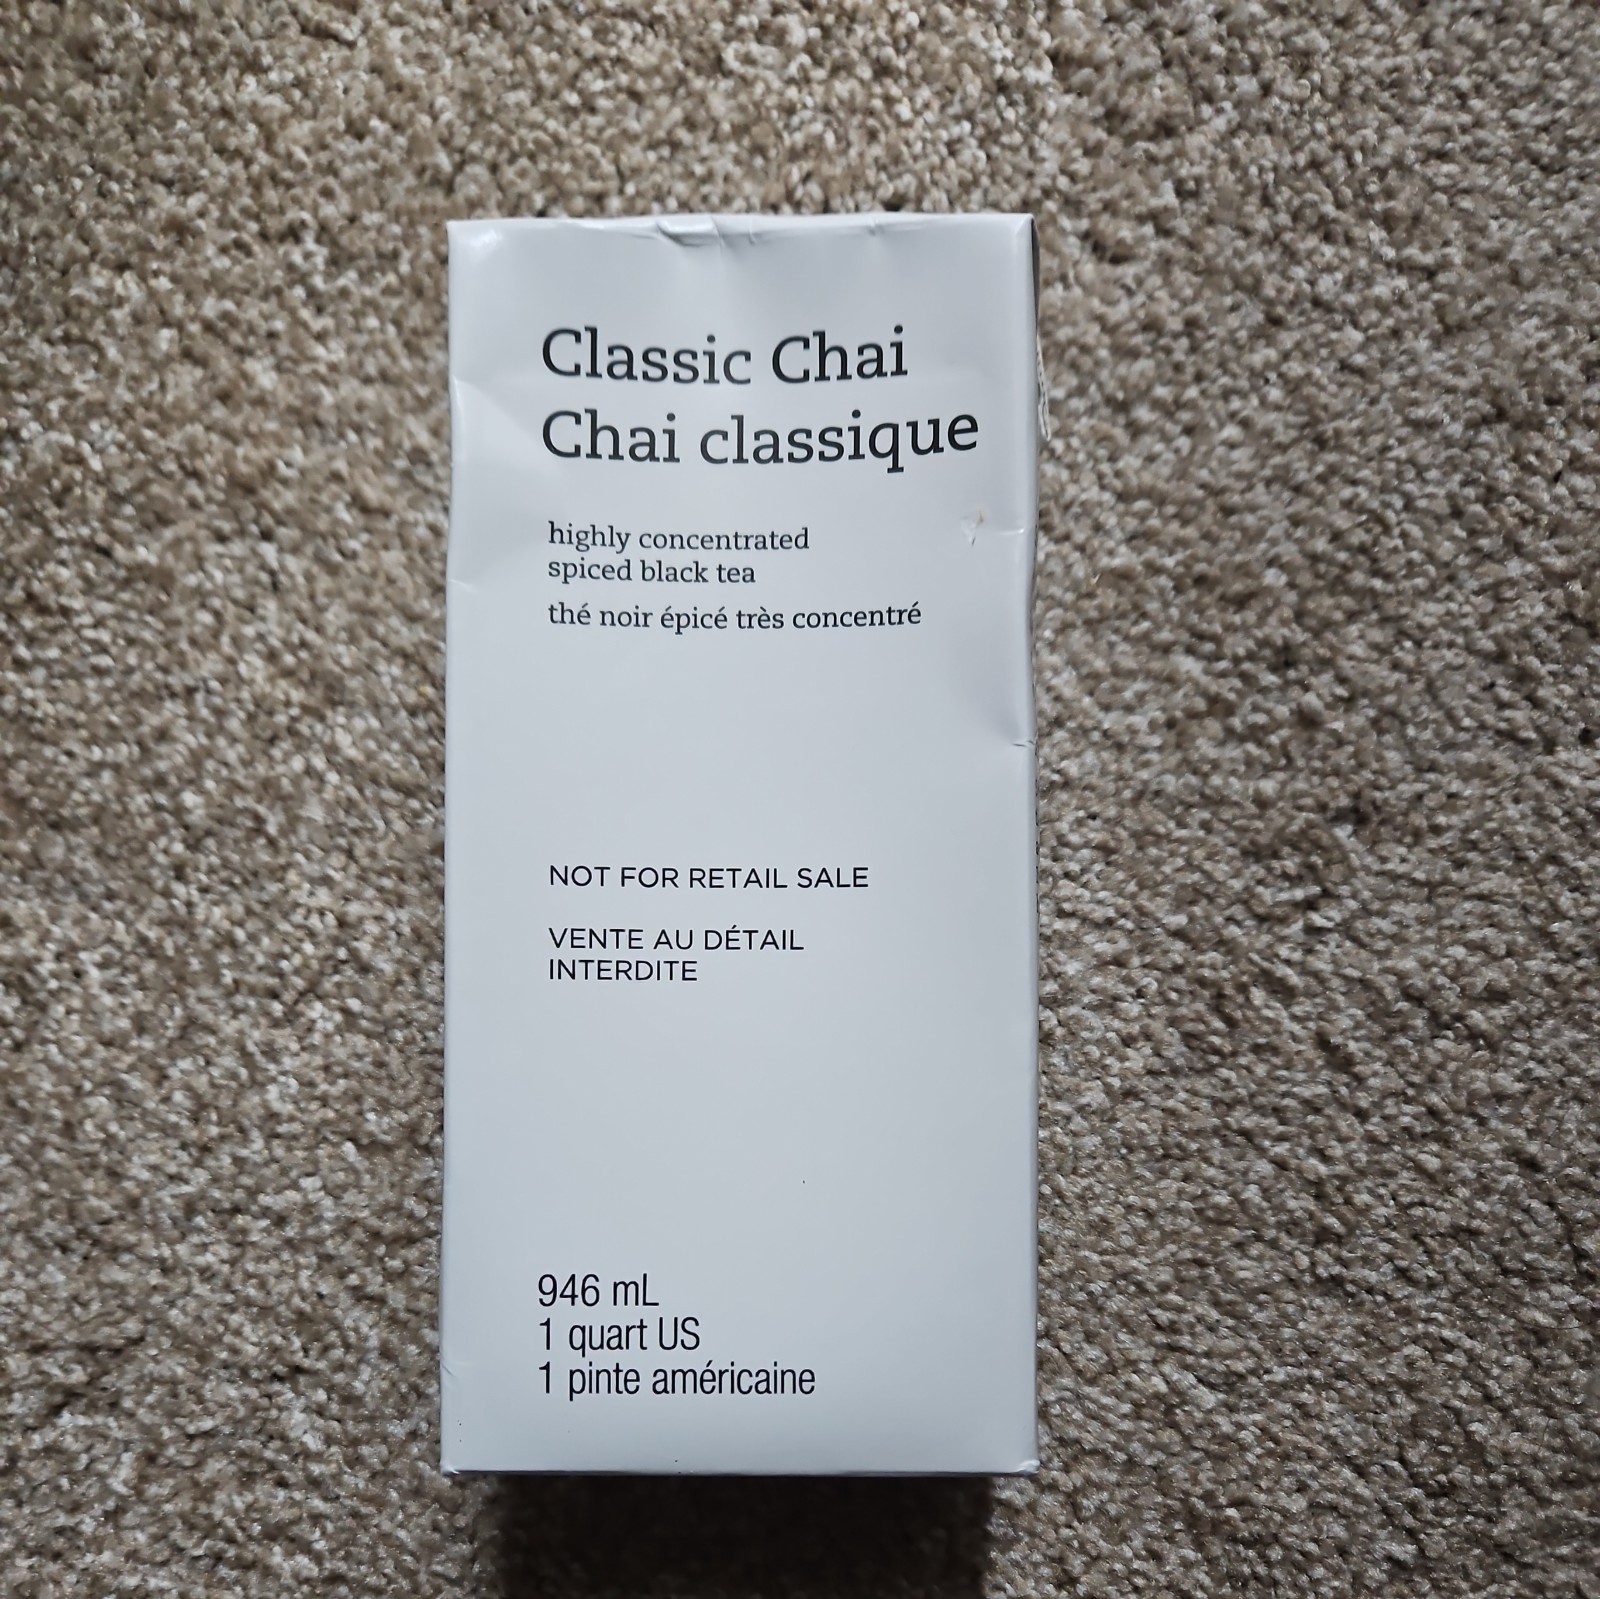 Classic Chai
Chai classique
highly concentrated
spiced black tea
thé noir épicé très concentré
NOT FOR RETAIL SALE
VENTE AU DÉTAIL
INTERDITE
946 mL
1 quart US
1 pinte américaine